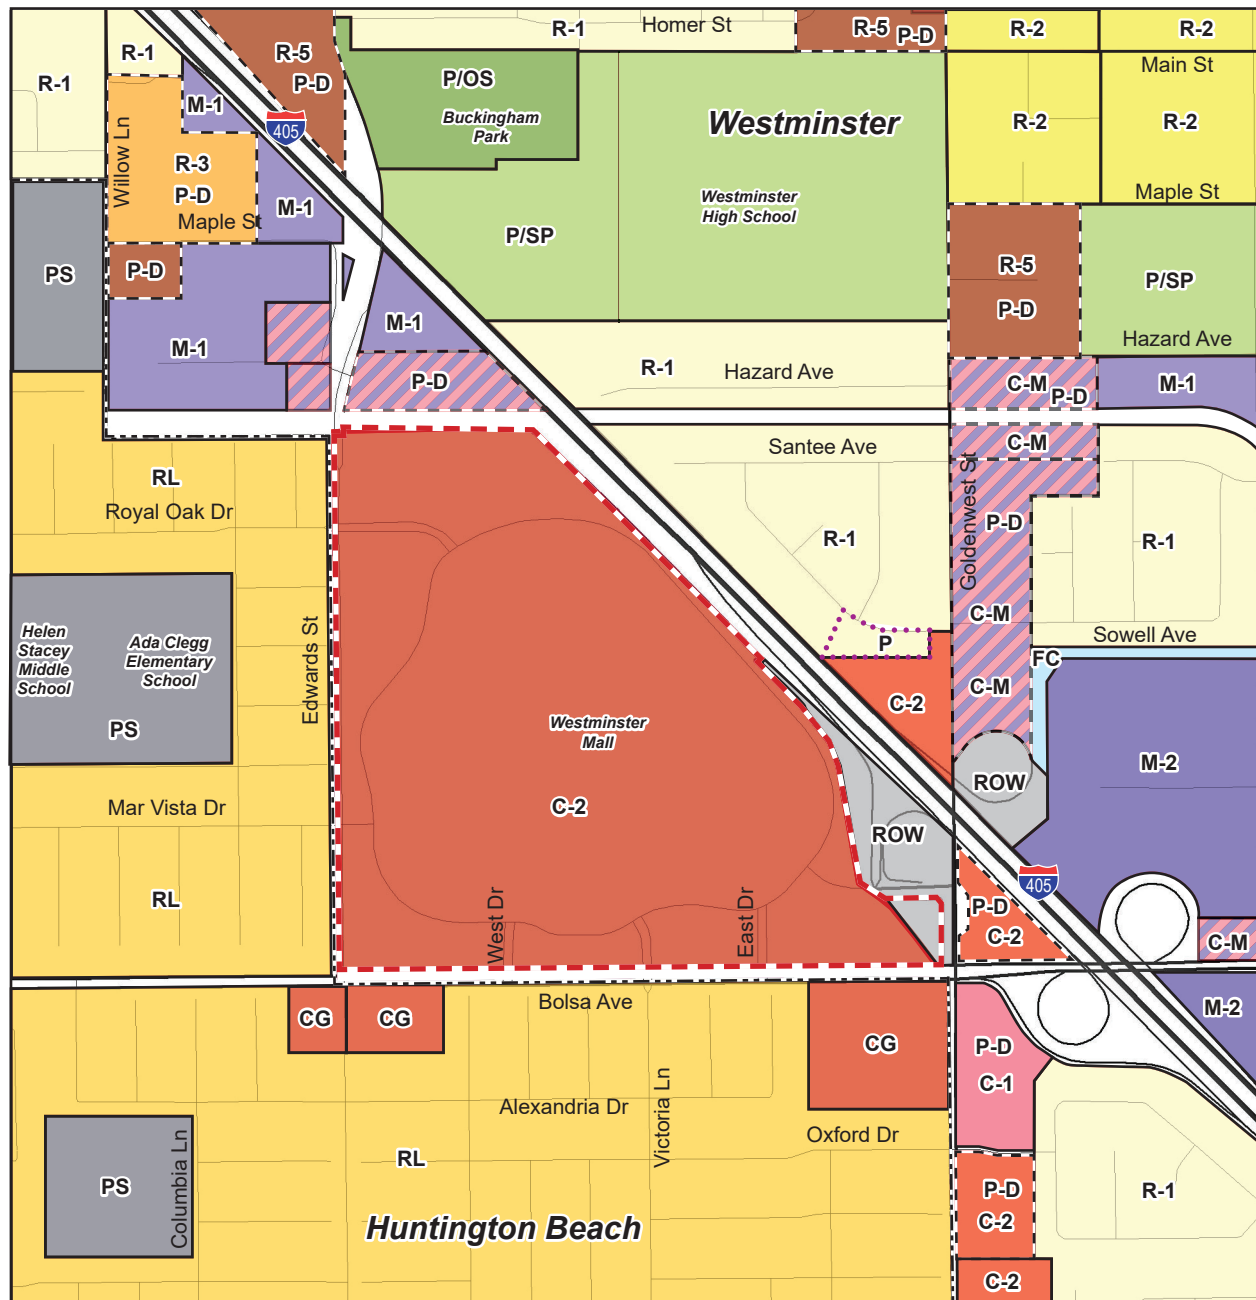 R-1
Homer St
R-5
P-D
R-2
R-2
R-1
R-5
P-D
Main St
R-1
M-1
405
P/OS
Buckingham
Park
Westminster
R-2
R-2
Willow Ln
R-3
P-D
Maple St
M-1
Westminster
High School
Maple St
P/SP
PS
P-D
R-5
P-D
P/SP
M-1
M-1
Hazard Ave
P-D
R-1
Hazard Ave
C-M
P-D
M-1
RL
Royal Oak Dr
Santee Ave
C-M
Goldenwest St
P-D
R-1
R-1
Helen
Stacey
Middle
School
Ada Clegg
Elementary
School
PS
Edwards St
P
C-M
Sowell Ave
FC
C-M
C-2
Westminster
Mall
C-2
ROW
M-2
Mar Vista Dr
ROW
RL
405
West Dr
East Dr
P-D
C-2
C-M
Bolsa Ave
CG
CG
CG
M-2
P-D
C-1
Alexandria Dr
Victoria Ln
Oxford Dr
RL
PS
Columbia Ln
P-D
C-2
R-1
Huntington Beach
C-2